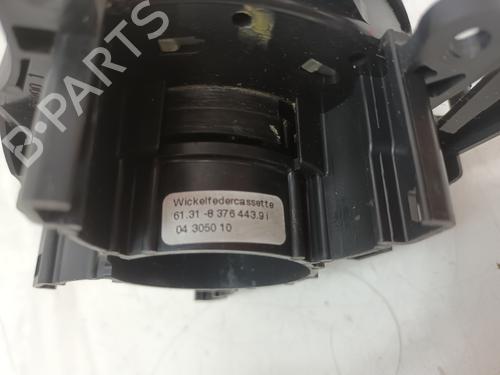 B-PARTS
Wickelfedercassette
61.31 -8 376 443.9 i
04 3050 10